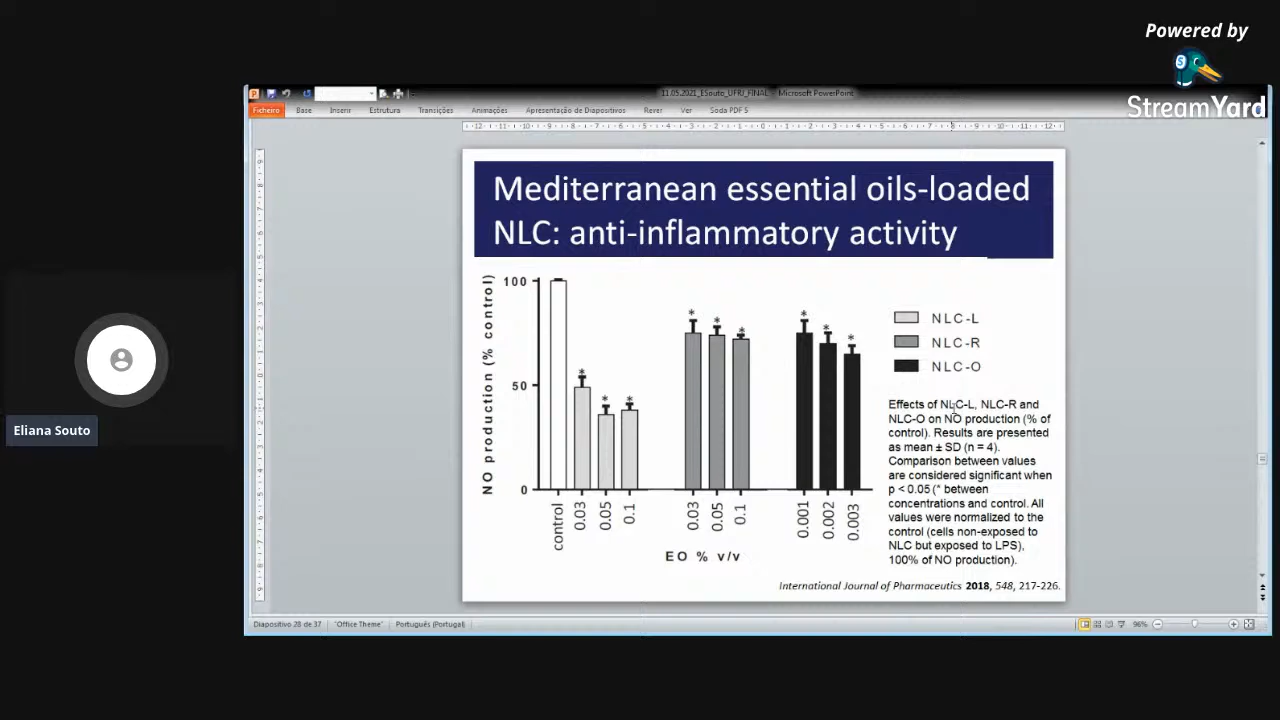 Powered by
StreamYard
11.05.2021_ESouto_UFRJ_FINAL - Microsoft PowerPoint
Ficheiro Base Inserir Estrutura Transições Animações Apresentação de Diapositivos Rever Ver Soda PDF 5
Mediterranean essential oils-loaded
NLC: anti-inflammatory activity
NO production (% control)
100
50
0
* * * * * * * * *
control 0.03 0.05 0.1 0.03 0.05 0.1 0.001 0.002 0.003
EO % v/v
NLC-L
NLC-R
NLC-O
Effects of NLC-L, NLC-R and
NLC-O on NO production (% of
control). Results are presented
as mean ± SD (n = 4).
Comparison between values
are considered significant when
p < 0.05 (* between
concentrations and control. All
values were normalized to the
control (cells non-exposed to
NLC but exposed to LPS),
100% of NO production).
International Journal of Pharmaceutics 2018, 548, 217-226.
Eliana Souto
Diapositivo 28 de 37 "Office Theme" Português (Portugal) 96%